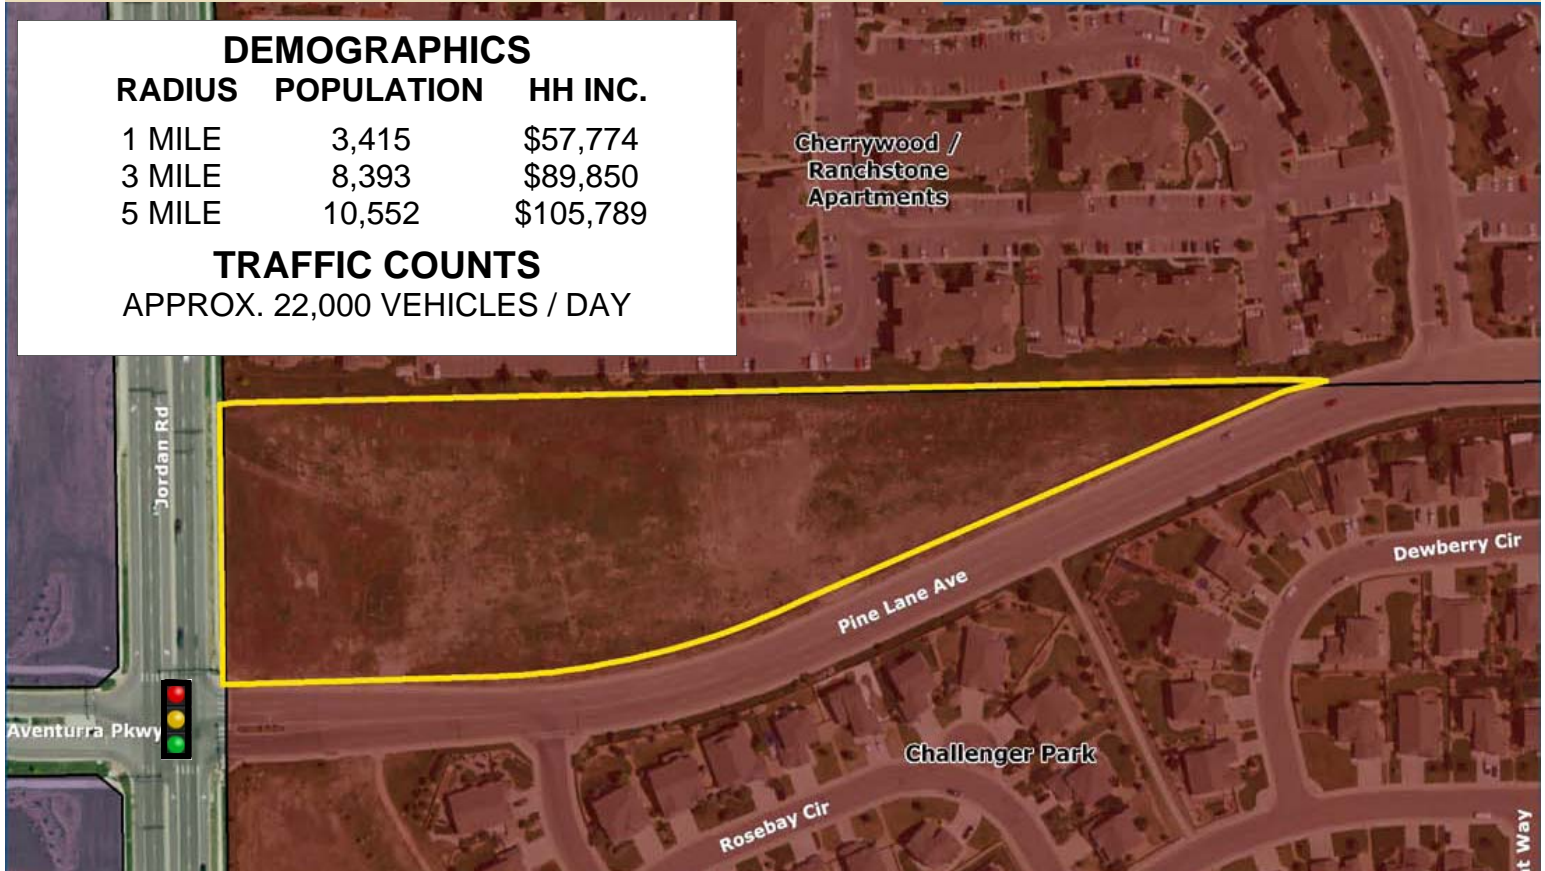 DEMOGRAPHICS
RADIUS POPULATION HH INC.
1 MILE 3,415 $57,774
3 MILE 8,393 $89,850
5 MILE 10,552 $105,789
TRAFFIC COUNTS
APPROX. 22,000 VEHICLES / DAY
Cherrywood /
Ranchstone
Apartments
Jordan Rd
Dewberry Cir
Pine Lane Ave
Aventurra Pkwy
Challenger Park
Rosebay Cir
Way